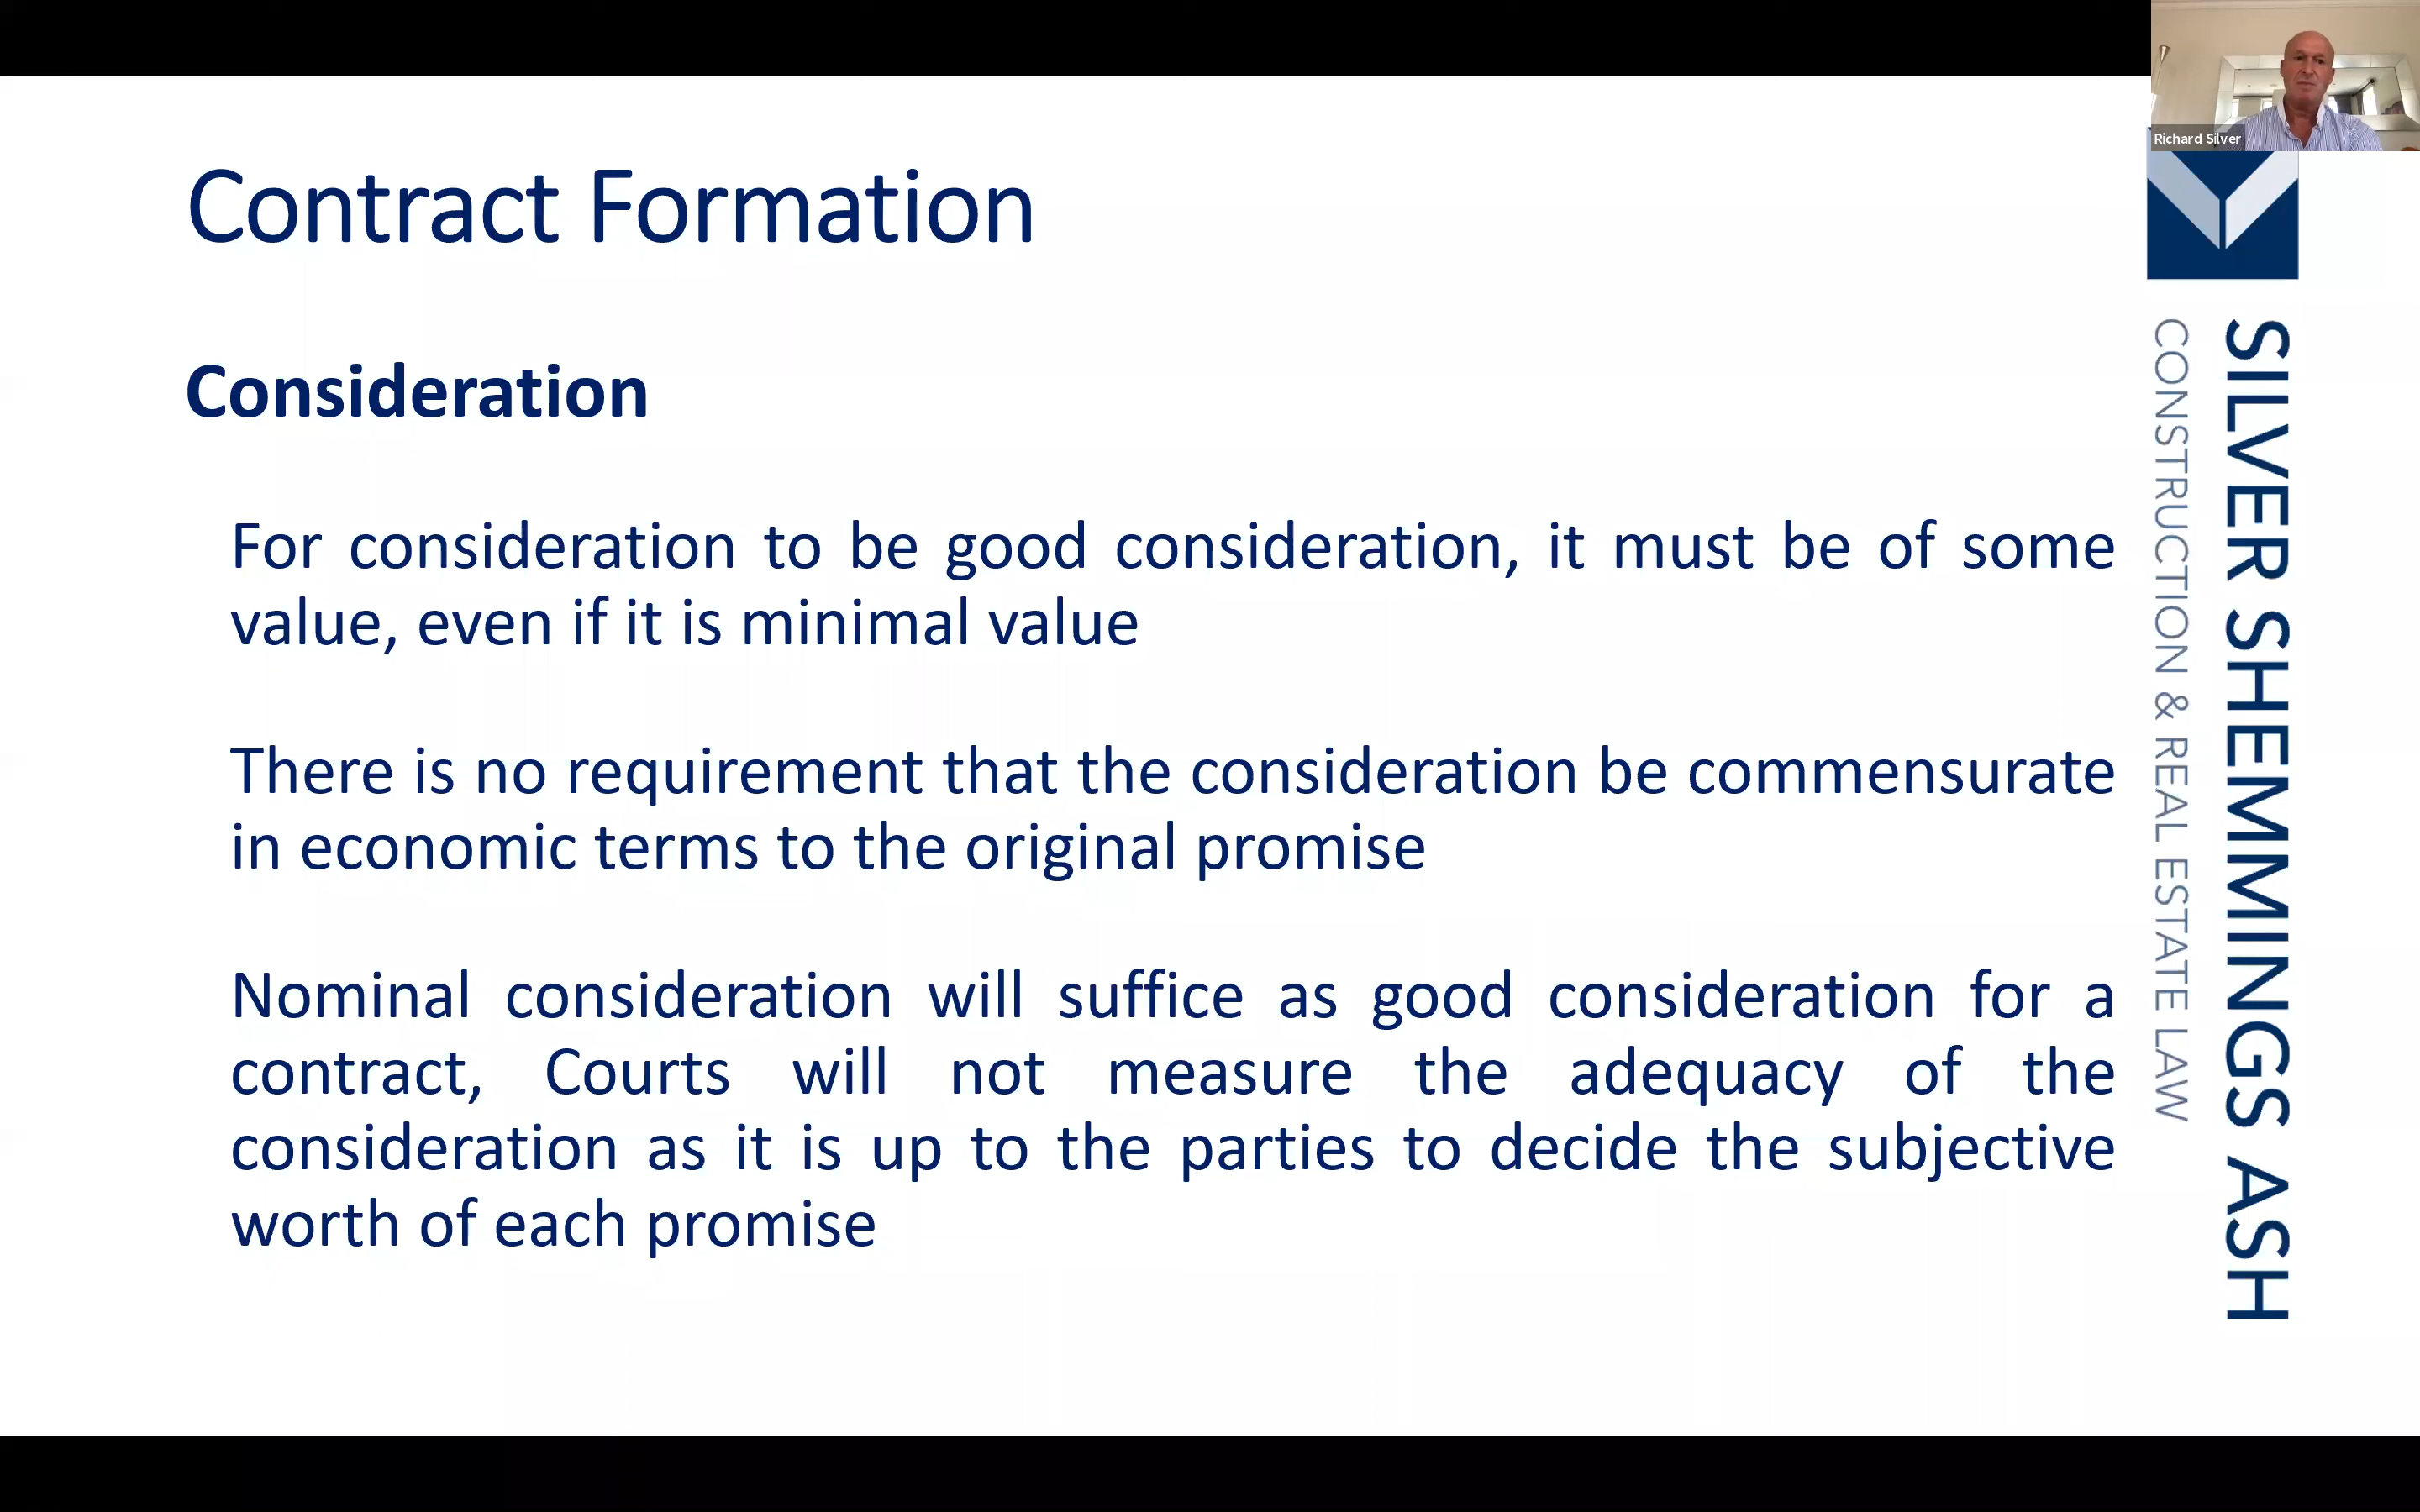 Richard Silver
Contract Formation
Consideration
For consideration to be good consideration, it must be of some
value, even if it is minimal value
There is no requirement that the consideration be commensurate
in economic terms to the original promise
Nominal consideration will suffice as good consideration for a
contract, Courts will not measure the adequacy of the
consideration as it is up to the parties to decide the subjective
worth of each promise
SILVER SHEMMINGS ASH
CONSTRUCTION & REAL ESTATE LAW